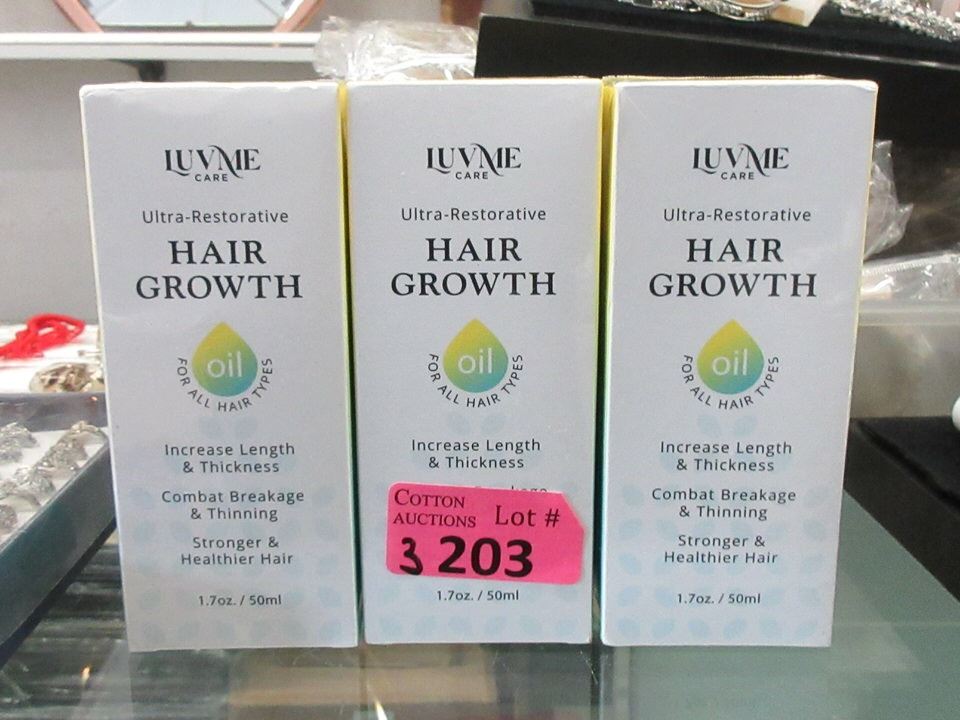 LUVME
CARE
Ultra-Restorative
HAIR
GROWTH
oil
FOR ALL HAIR TYPES
Increase Length
& Thickness
Combat Breakage
& Thinning
Stronger &
Healthier Hair
1.7oz. / 50ml
LUVME
CARE
Ultra-Restorative
HAIR
GROWTH
oil
FOR ALL HAIR TYPES
Increase Length
& Thickness
COTTON
AUCTIONS Lot #
3 203
1.7oz. / 50ml
LUVME
CARE
Ultra-Restorative
HAIR
GROWTH
oil
FOR ALL HAIR TYPES
Increase Length
& Thickness
Combat Breakage
& Thinning
Stronger &
Healthier Hair
1.7oz. / 50ml